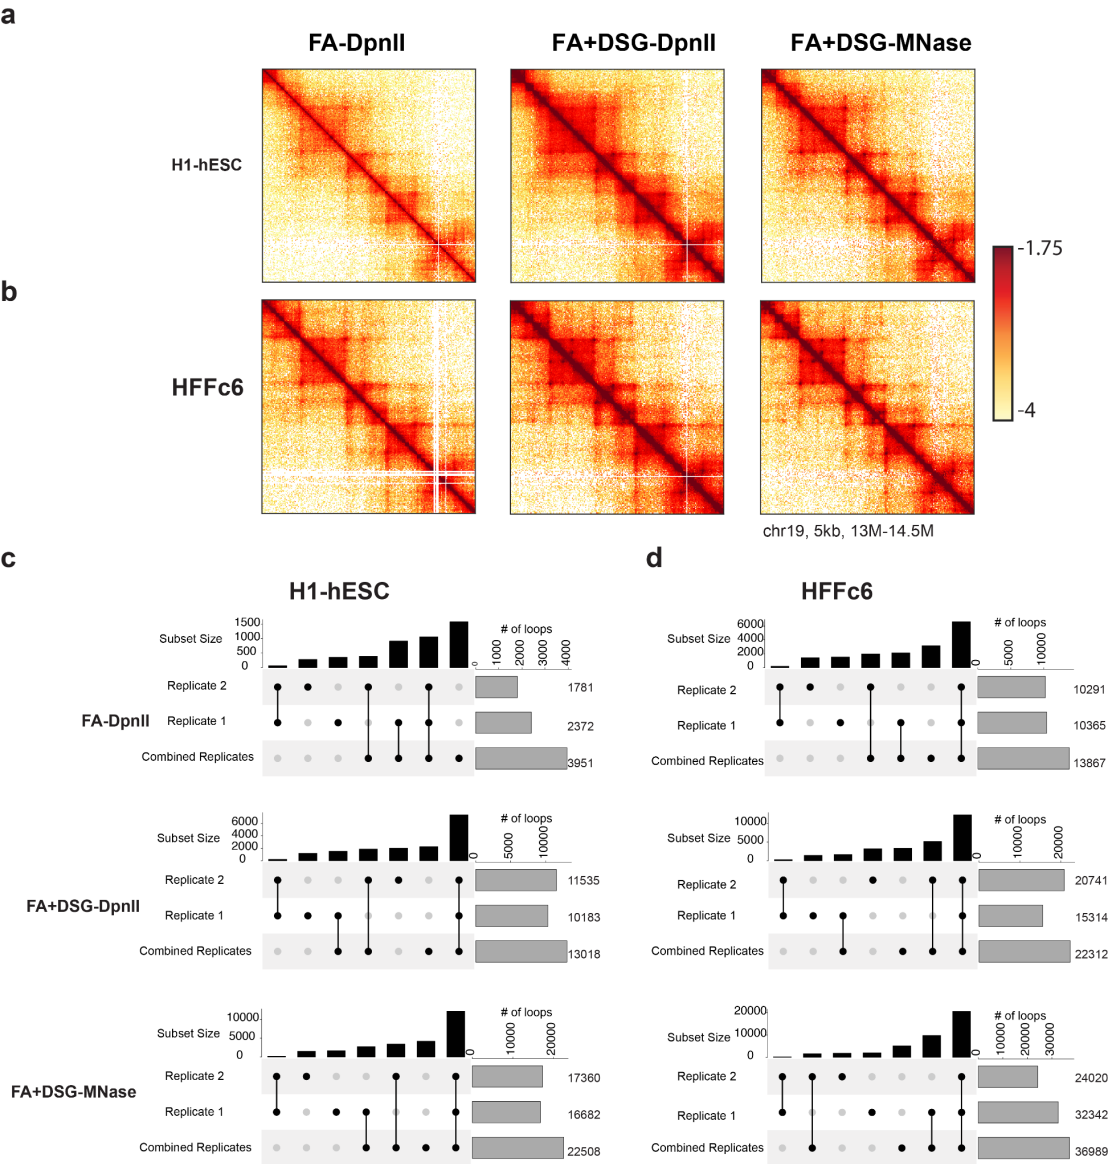 a
FA-DpnII
FA+DSG-DpnII
FA+DSG-MNase
H1-hESC
-1.75
-4
b
HFFc6
chr19, 5kb, 13M-14.5M
c
H1-hESC
Subset Size
1500
1000
500
0
# of loops
0
1000
2000
3000
4000
FA-DpnII
Replicate 2
1781
Replicate 1
2372
Combined Replicates
3951
Subset Size
6000
4000
2000
0
# of loops
0
5000
10000
FA+DSG-DpnII
Replicate 2
11535
Replicate 1
10183
Combined Replicates
13018
Subset Size
10000
5000
0
# of loops
0
10000
20000
FA+DSG-MNase
Replicate 2
17360
Replicate 1
16682
Combined Replicates
22508
d
HFFc6
Subset Size
6000
4000
2000
0
# of loops
0
5000
10000
Replicate 2
10291
Replicate 1
10365
Combined Replicates
13867
Subset Size
10000
5000
0
# of loops
0
10000
20000
Replicate 2
20741
Replicate 1
15314
Combined Replicates
22312
Subset Size
20000
10000
0
# of loops
0
10000
20000
30000
Replicate 2
24020
Replicate 1
32342
Combined Replicates
36989